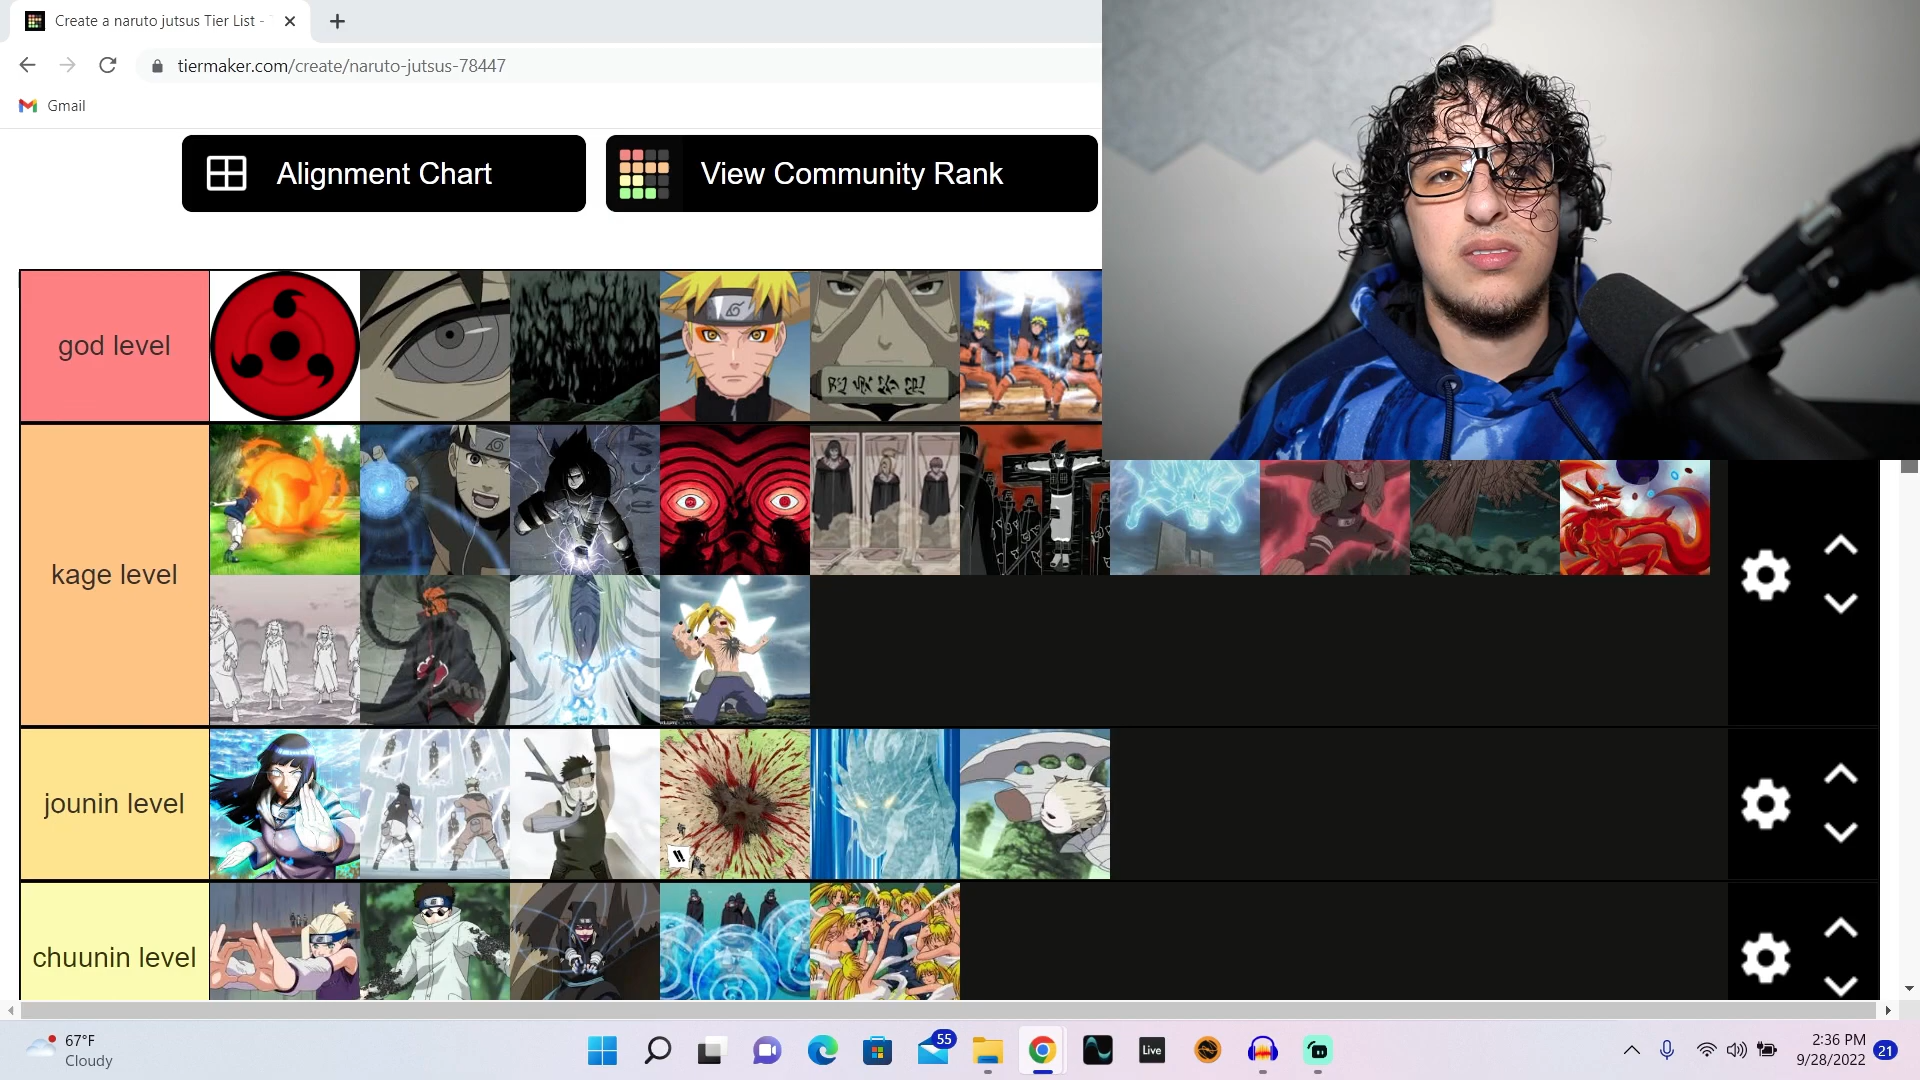 Create a naruto jutsus Tier List -
tiermaker.com/create/naruto-jutsus-78447
Gmail
Alignment Chart
View Community Rank
god level
kage level
jounin level
chuunin level
67°F
Cloudy
55
Live
2:36 PM
9/28/2022
21